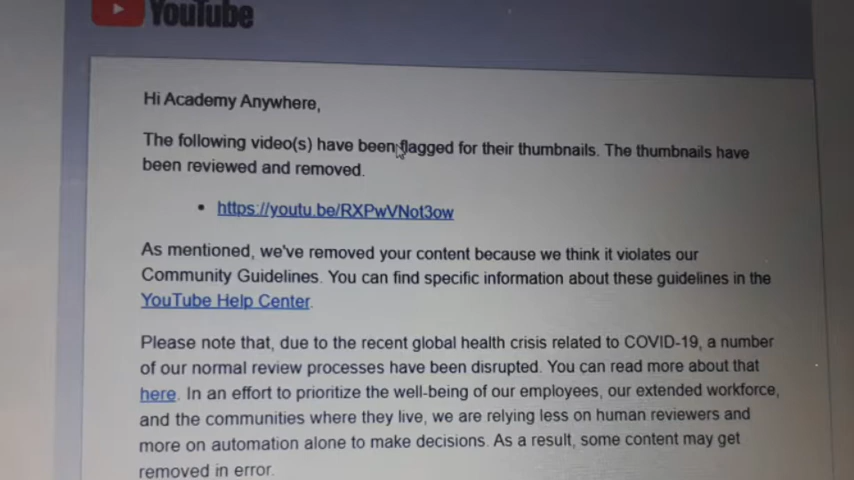 YouTube
Hi Academy Anywhere,
The following video(s) have been flagged for their thumbnails. The thumbnails have
been reviewed and removed.
• https://youtu.be/RXPwVNot3ow
As mentioned, we've removed your content because we think it violates our
Community Guidelines. You can find specific information about these guidelines in the
YouTube Help Center.
Please note that, due to the recent global health crisis related to COVID-19, a number
of our normal review processes have been disrupted. You can read more about that
here. In an effort to prioritize the well-being of our employees, our extended workforce,
and the communities where they live, we are relying less on human reviewers and
more on automation alone to make decisions. As a result, some content may get
removed in error.